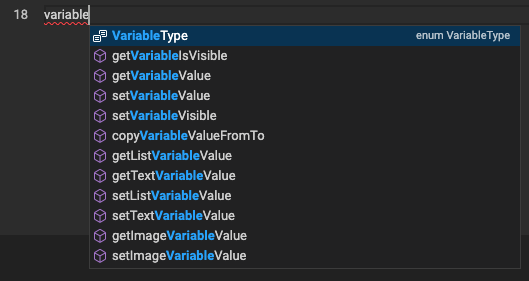 18 variable
VariableType enum VariableType
getVariableIsVisible
getVariableValue
setVariableValue
setVariableVisible
copyVariableValueFromTo
getListVariableValue
getTextVariableValue
setListVariableValue
setTextVariableValue
getImageVariableValue
setImageVariableValue